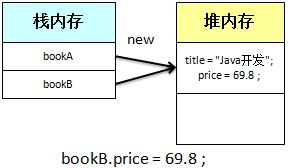 栈内存
new
堆内存
bookA
bookB
title = "Java开发";
price = 69.8 ;
bookB.price = 69.8 ;